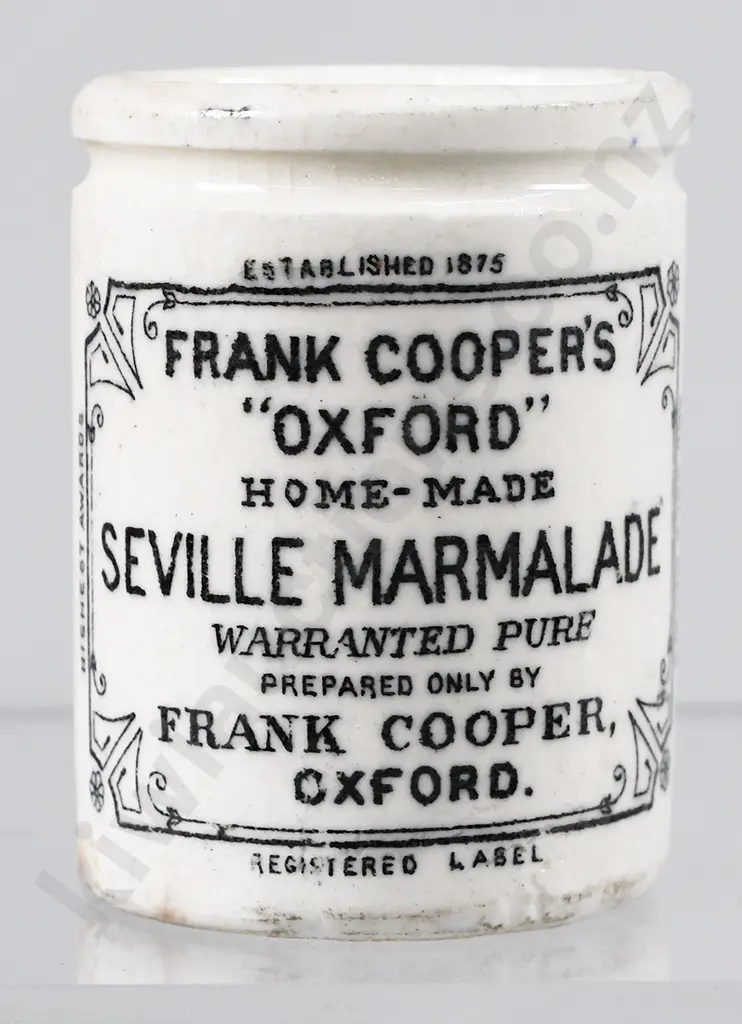 ESTABLISHED 1875
FRANK COOPER'S
"OXFORD"
HOME-MADE
SEVILLE MARMALADE
WARRANTED PURE
PREPARED ONLY BY
FRANK COOPER,
OXFORD.
REGISTERED LABEL
HIGHEST AWARDS